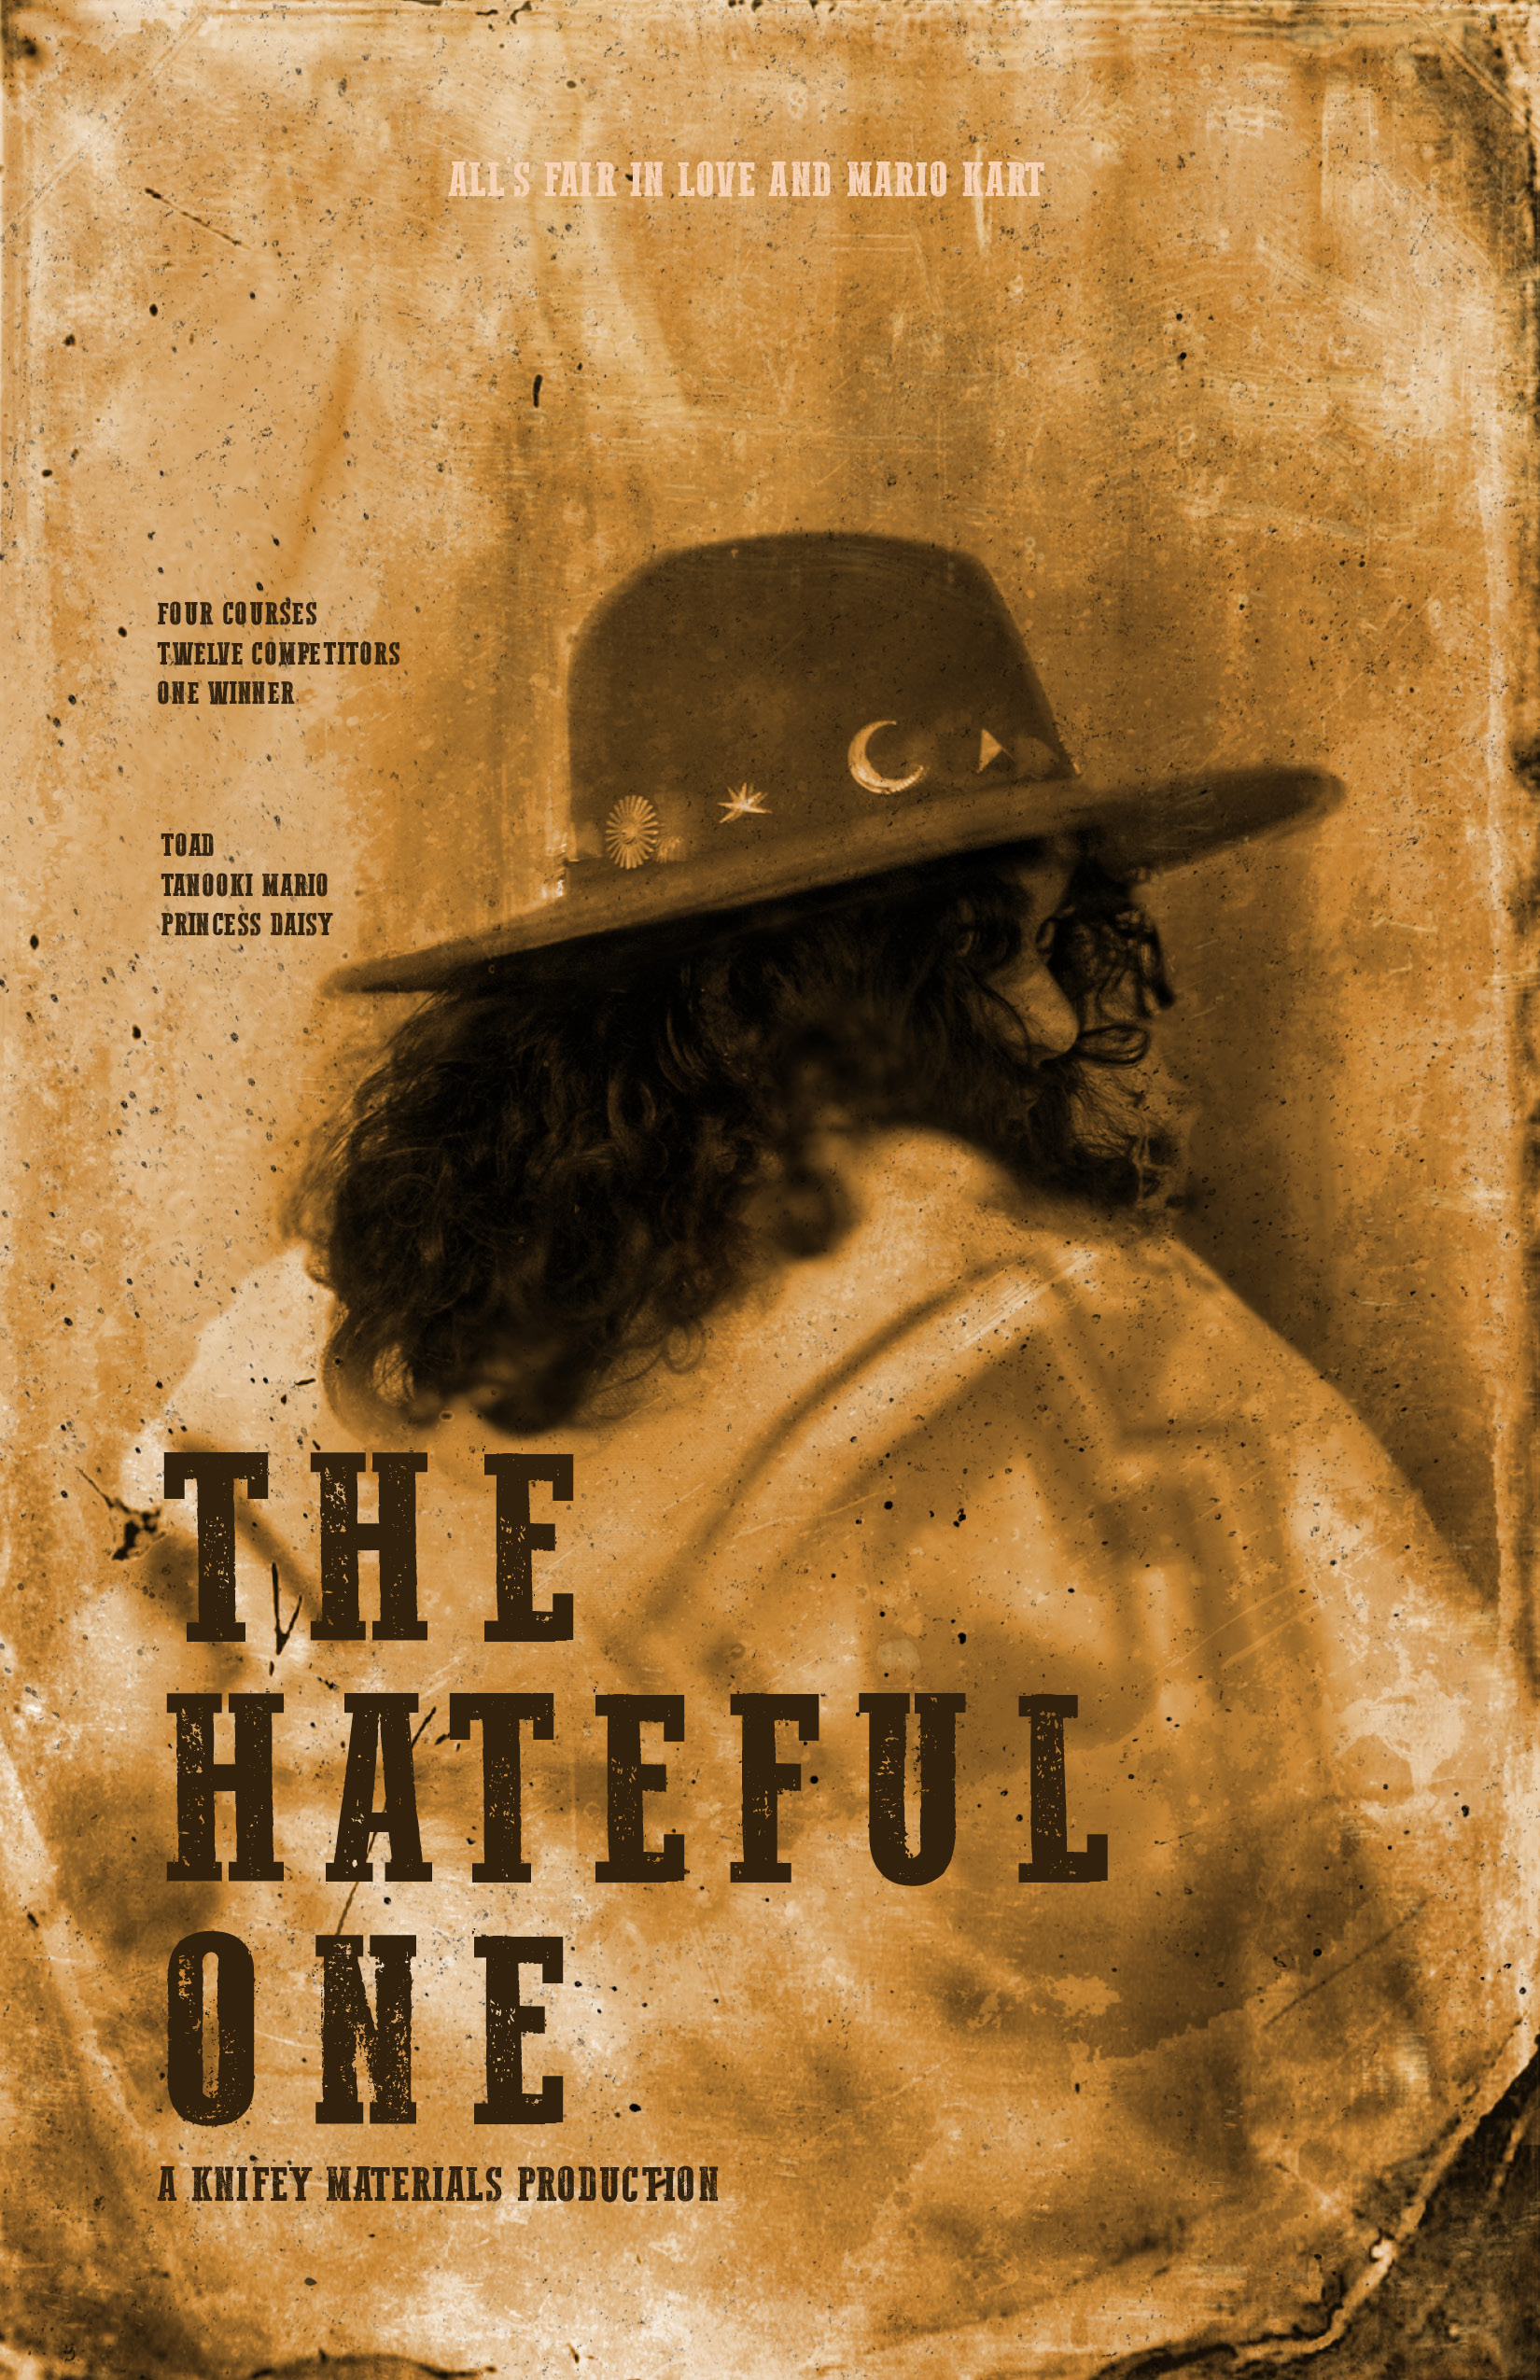 ALL'S FAIR IN LOVE AND MARIO KART
FOUR COURSES
TWELVE COMPETITORS
ONE WINNER
TOAD
TANOOKI MARIO
PRINCESS DAISY
THE
HATEFUL
ONE
A KNIFEY MATERIALS PRODUCTION